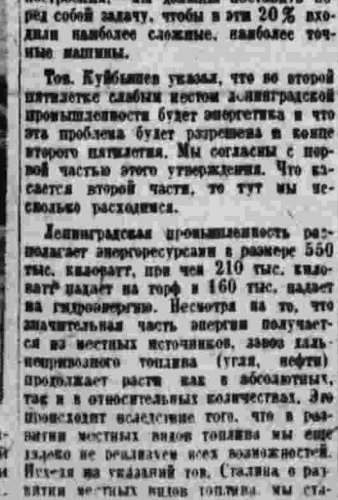 ред собой задачу, чтобы в эти 20% вхо-
дили наиболее сложные, наиболее точ-
ные машины.
Тов. Куйбышев указал, что во второй
пятилетке слабым местом ленинградской
промышленности будет энергетика и что
эта проблема будет разрешена к концу
второго пятилетия. Мы согласны с пер-
вой частью этого утверждения. Что ка-
сается второй части, то тут мы не-
сколько расходимся.
Ленинградская промышленность рас-
полагает энергоресурсами в размере 550
тыс. киловатт, при чем 210 тыс. кило-
ватт падает на торф и 160 тыс. падает
на гидроэнергию. Несмотря на то, что
значительная часть энергии получает-
ся из местных источников, завоз даль-
непривозного топлива (угля, нефти)
продолжает расти как в абсолютных,
так и в относительных количествах. Это
происходит вследствие того, что в раз-
витии местных видов топлива мы еще
далеко не реализуем всех возможностей.
Исходя из указаний тов. Сталина о раз-
витии местных видов топлива, мы ста-